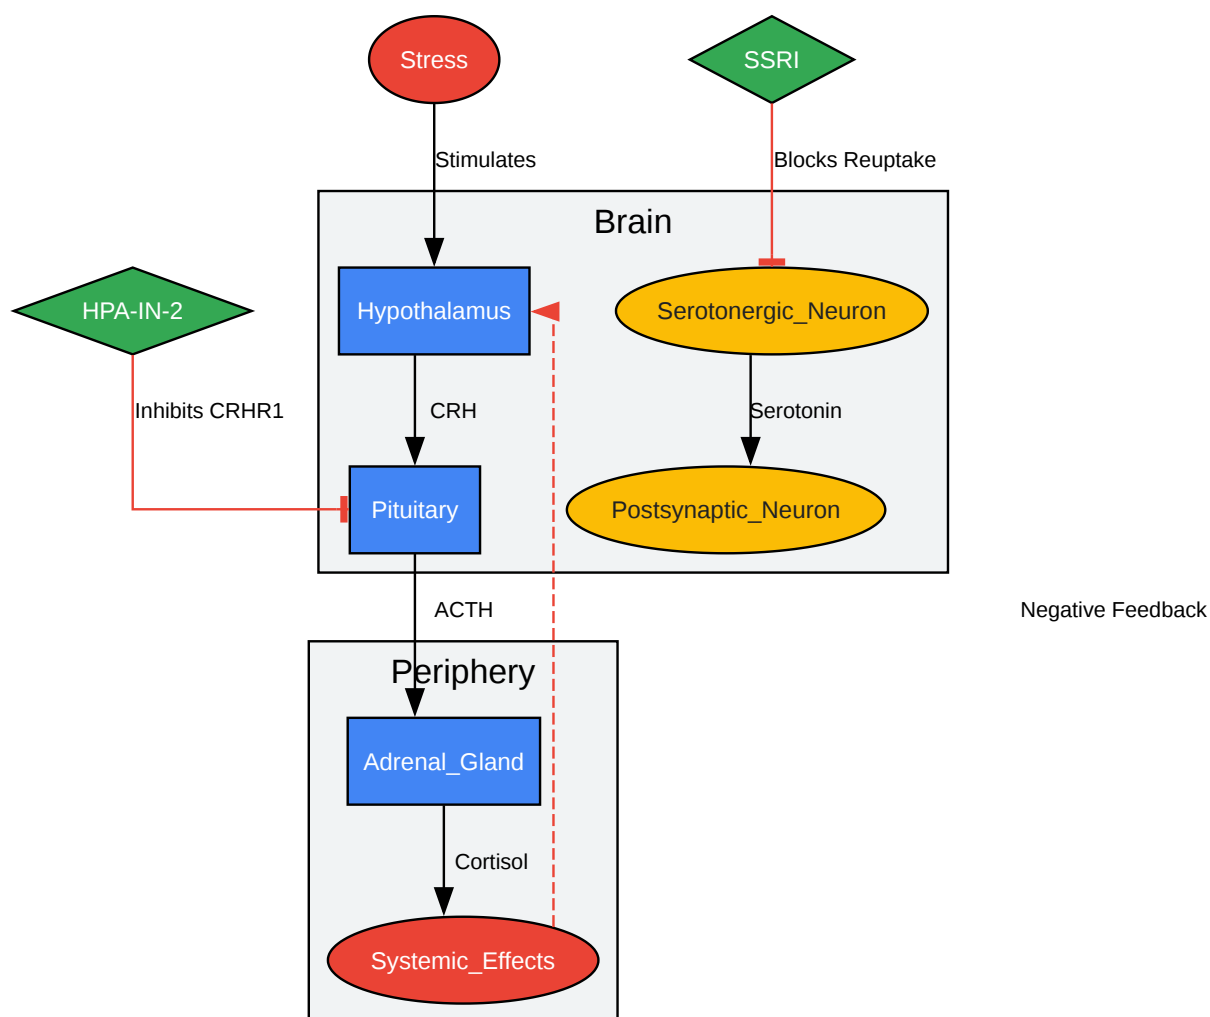 Stress
SSRI
Stimulates
Blocks Reuptake
Brain
HPA-IN-2
Hypothalamus
Serotonergic_Neuron
Inhibits CRHR1
CRH
Serotonin
Pituitary
Postsynaptic_Neuron
ACTH
Negative Feedback
Periphery
Adrenal_Gland
Cortisol
Systemic_Effects